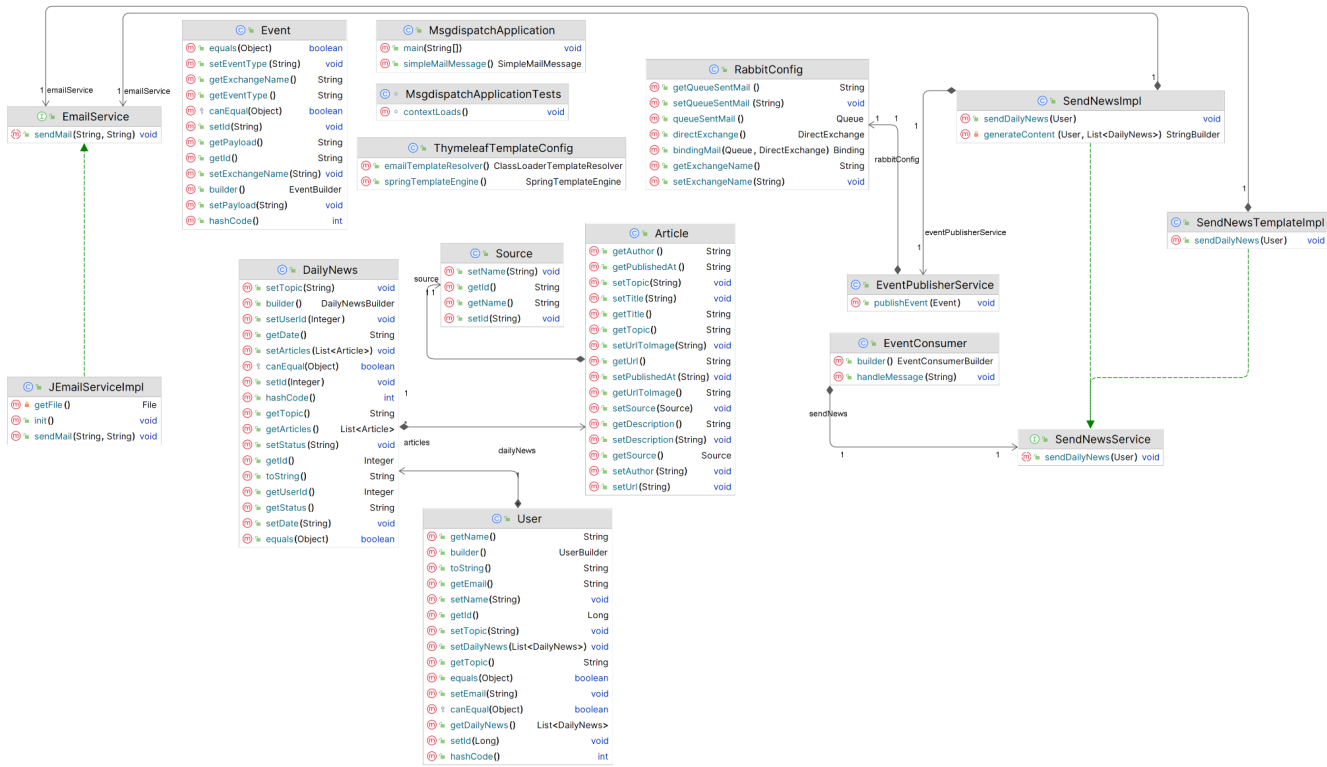 1 emailService
1 emailService
EmailService
sendMail(String, String) void
JEmailServiceImpl
getFile() File
init() void
sendMail(String, String) void
Event
equals(Object) boolean
setEventType(String) void
getExchangeName() String
getEventType() String
canEqual(Object) boolean
setId(String) void
getPayload() String
getId() String
setExchangeName(String) void
builder() EventBuilder
setPayload(String) void
hashCode() int
MsgdispatchApplication
main(String[]) void
simpleMailMessage() SimpleMailMessage
MsgdispatchApplicationTests
contextLoads() void
ThymeleafTemplateConfig
emailTemplateResolver() ClassLoaderTemplateResolver
springTemplateEngine() SpringTemplateEngine
RabbitConfig
getQueueSentMail() String
setQueueSentMail(String) void
queueSentMail() Queue
directExchange() DirectExchange
bindingMail(Queue, DirectExchange) Binding
getExchangeName() String
setExchangeName(String) void
1
1
rabbitConfig
1
1
SendNewsImpl
sendDailyNews(User) void
generateContent(User, List<DailyNews>) StringBuilder
1
SendNewsTemplateImpl
sendDailyNews(User) void
eventPublisherService
1
EventPublisherService
publishEvent(Event) void
EventConsumer
builder() EventConsumerBuilder
handleMessage(String) void
sendNews
1
1
SendNewsService
sendDailyNews(User) void
DailyNews
setTopic(String) void
builder() DailyNewsBuilder
setUserId(Integer) void
getDate() String
setArticles(List<Article>) void
canEqual(Object) boolean
setId(Integer) void
hashCode() int
getTopic() String
getArticles() List<Article>
setStatus(String) void
getId() Integer
toString() String
getUserId() Integer
getStatus() String
setDate(String) void
equals(Object) boolean
source
1 1
Source
setName(String) void
getId() String
getName() String
setId(String) void
1
articles
Article
getAuthor() String
getPublishedAt() String
setTopic(String) void
setTitle(String) void
getTitle() String
getTopic() String
setUrlToImage(String) void
getUrl() String
setPublishedAt(String) void
getUrlToImage() String
setSource(Source) void
getDescription() String
setDescription(String) void
getSource() Source
setAuthor(String) void
setUrl(String) void
dailyNews
1
User
getName() String
builder() UserBuilder
toString() String
getEmail() String
setName(String) void
getId() Long
setTopic(String) void
setDailyNews(List<DailyNews>) void
getTopic() String
equals(Object) boolean
setEmail(String) void
canEqual(Object) boolean
getDailyNews() List<DailyNews>
setId(Long) void
hashCode() int